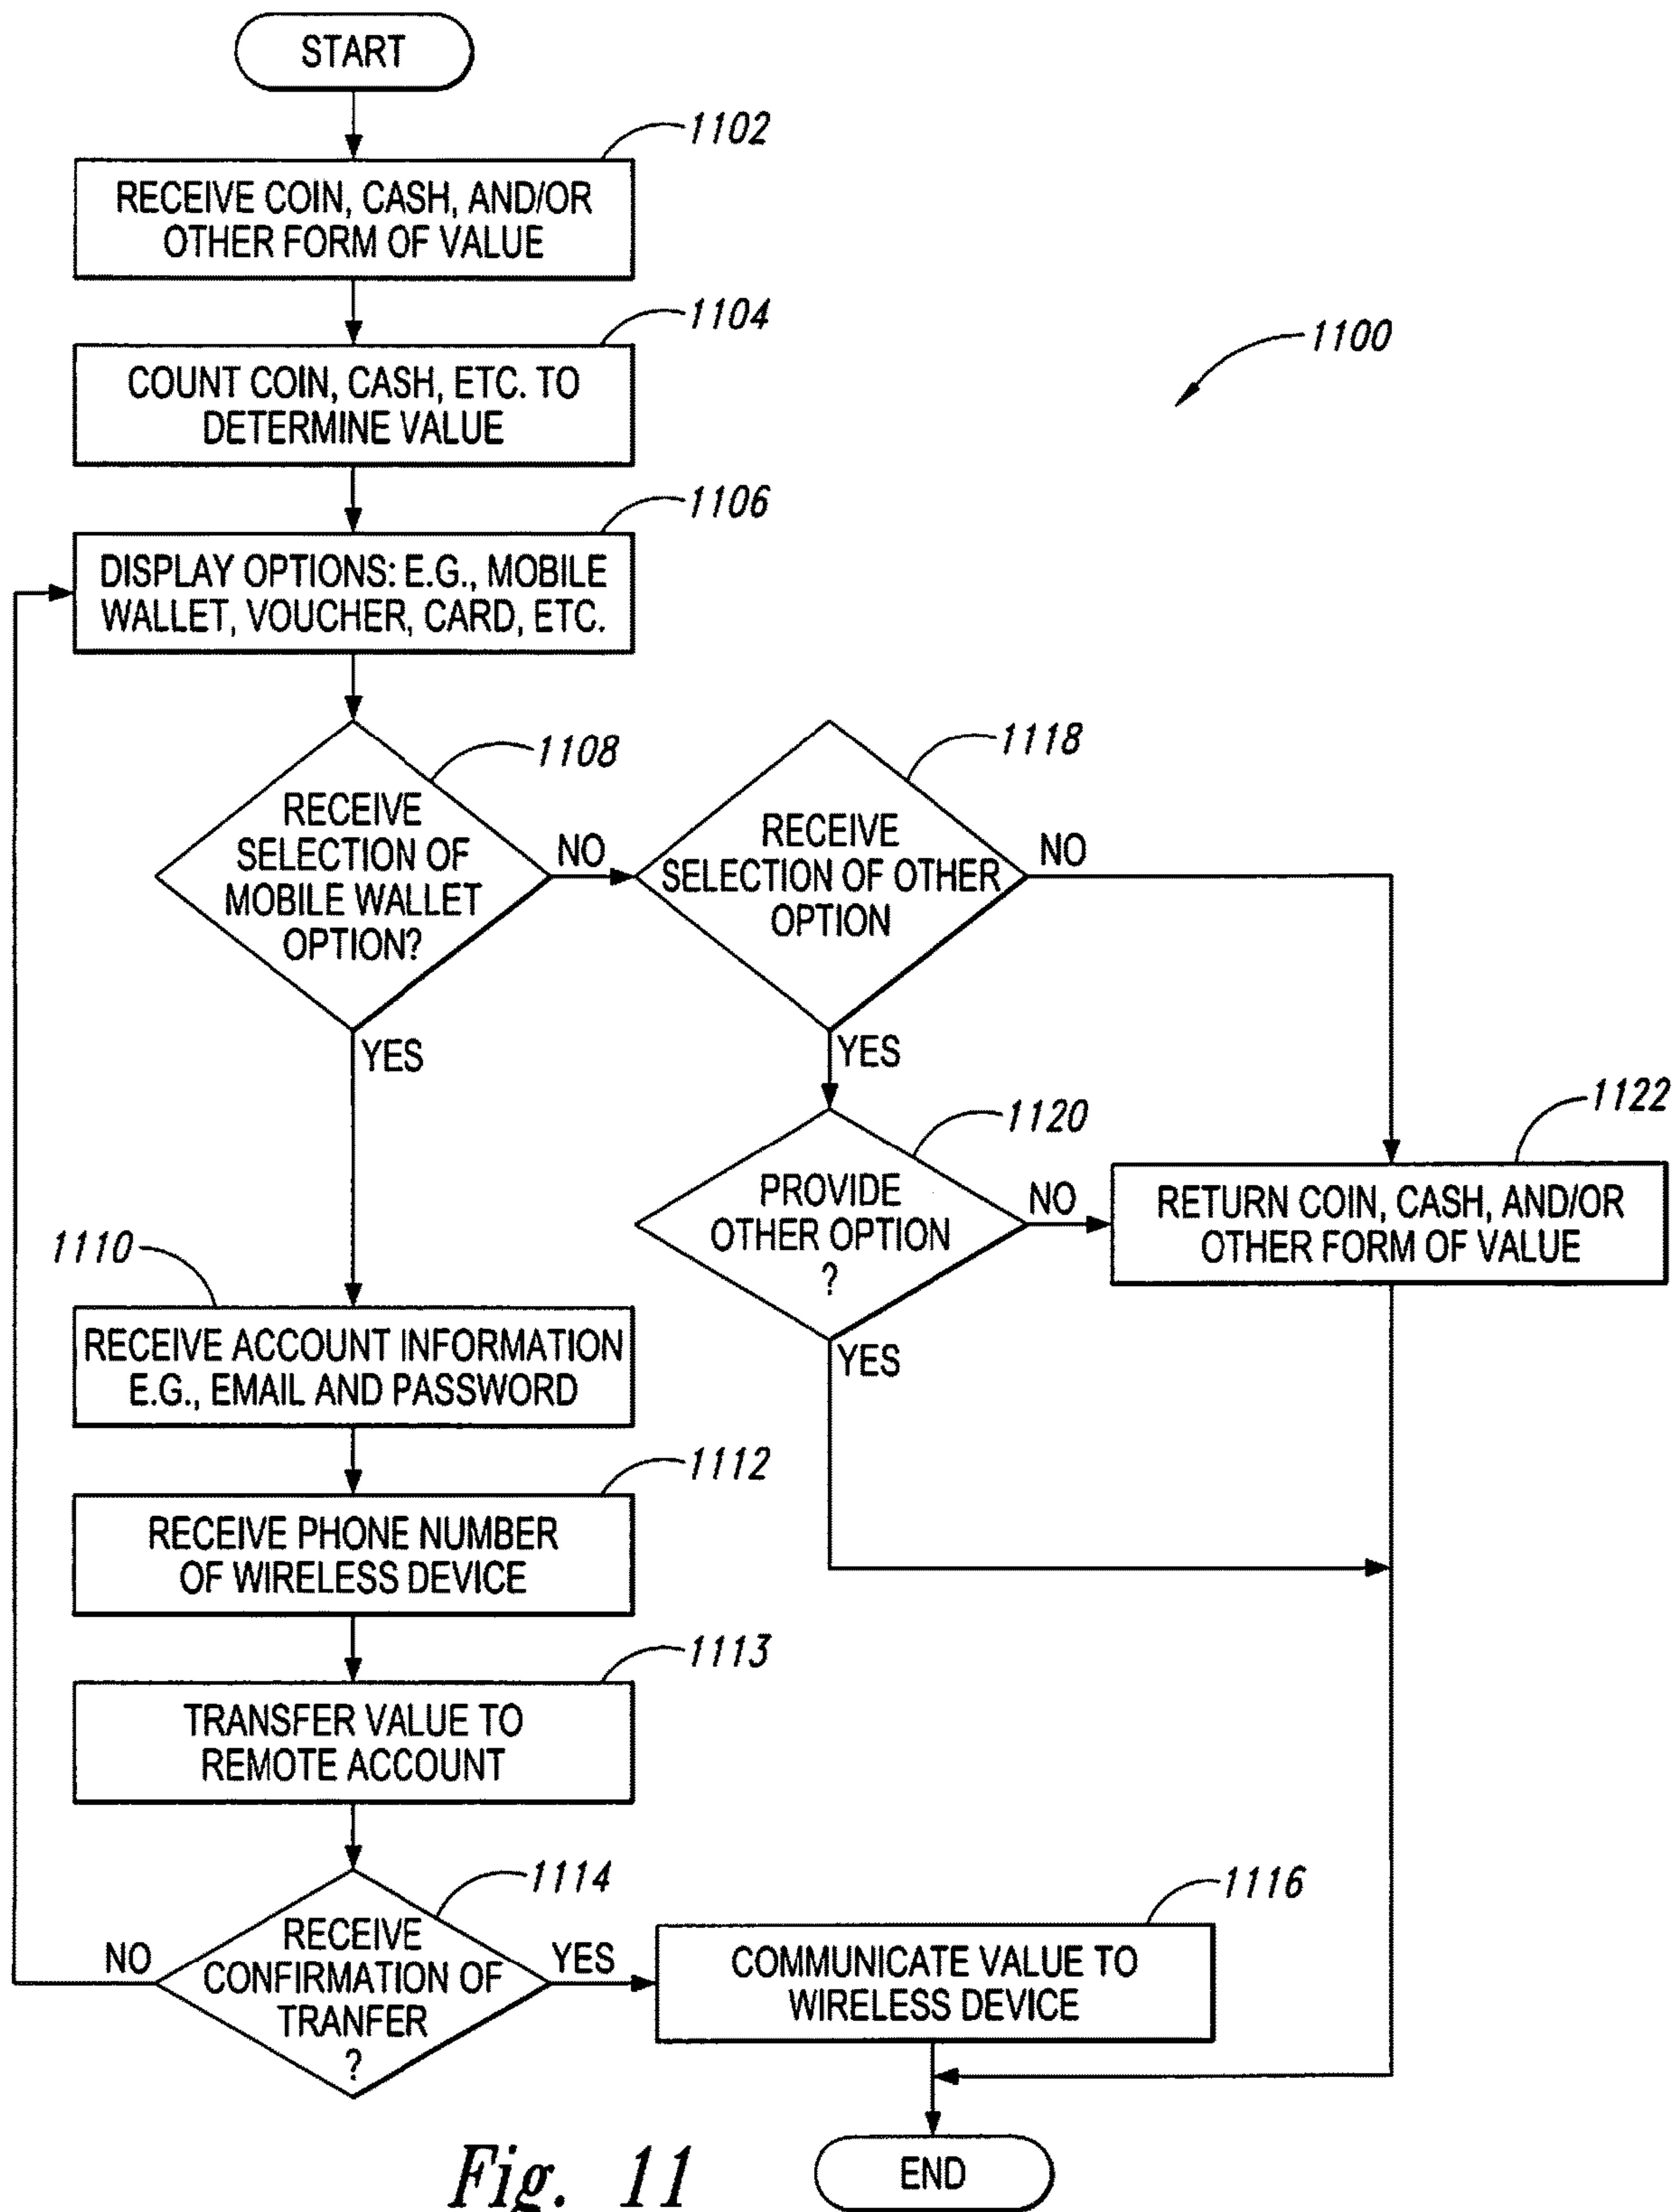 START
1102
RECEIVE COIN, CASH, AND/OR
OTHER FORM OF VALUE
1104
COUNT COIN, CASH, ETC. TO
DETERMINE VALUE
1100
1106
DISPLAY OPTIONS: E.G., MOBILE
WALLET, VOUCHER, CARD, ETC.
1108
RECEIVE
SELECTION OF
MOBILE WALLET
OPTION?
NO
YES
1118
RECEIVE
SELECTION OF OTHER
OPTION
NO
YES
1120
PROVIDE
OTHER OPTION
?
NO
YES
1122
RETURN COIN, CASH, AND/OR
OTHER FORM OF VALUE
1110
RECEIVE ACCOUNT INFORMATION
E.G., EMAIL AND PASSWORD
1112
RECEIVE PHONE NUMBER
OF WIRELESS DEVICE
1113
TRANSFER VALUE TO
REMOTE ACCOUNT
1114
RECEIVE
CONFIRMATION OF
TRANFER
?
NO
YES
1116
COMMUNICATE VALUE TO
WIRELESS DEVICE
END
Fig. 11